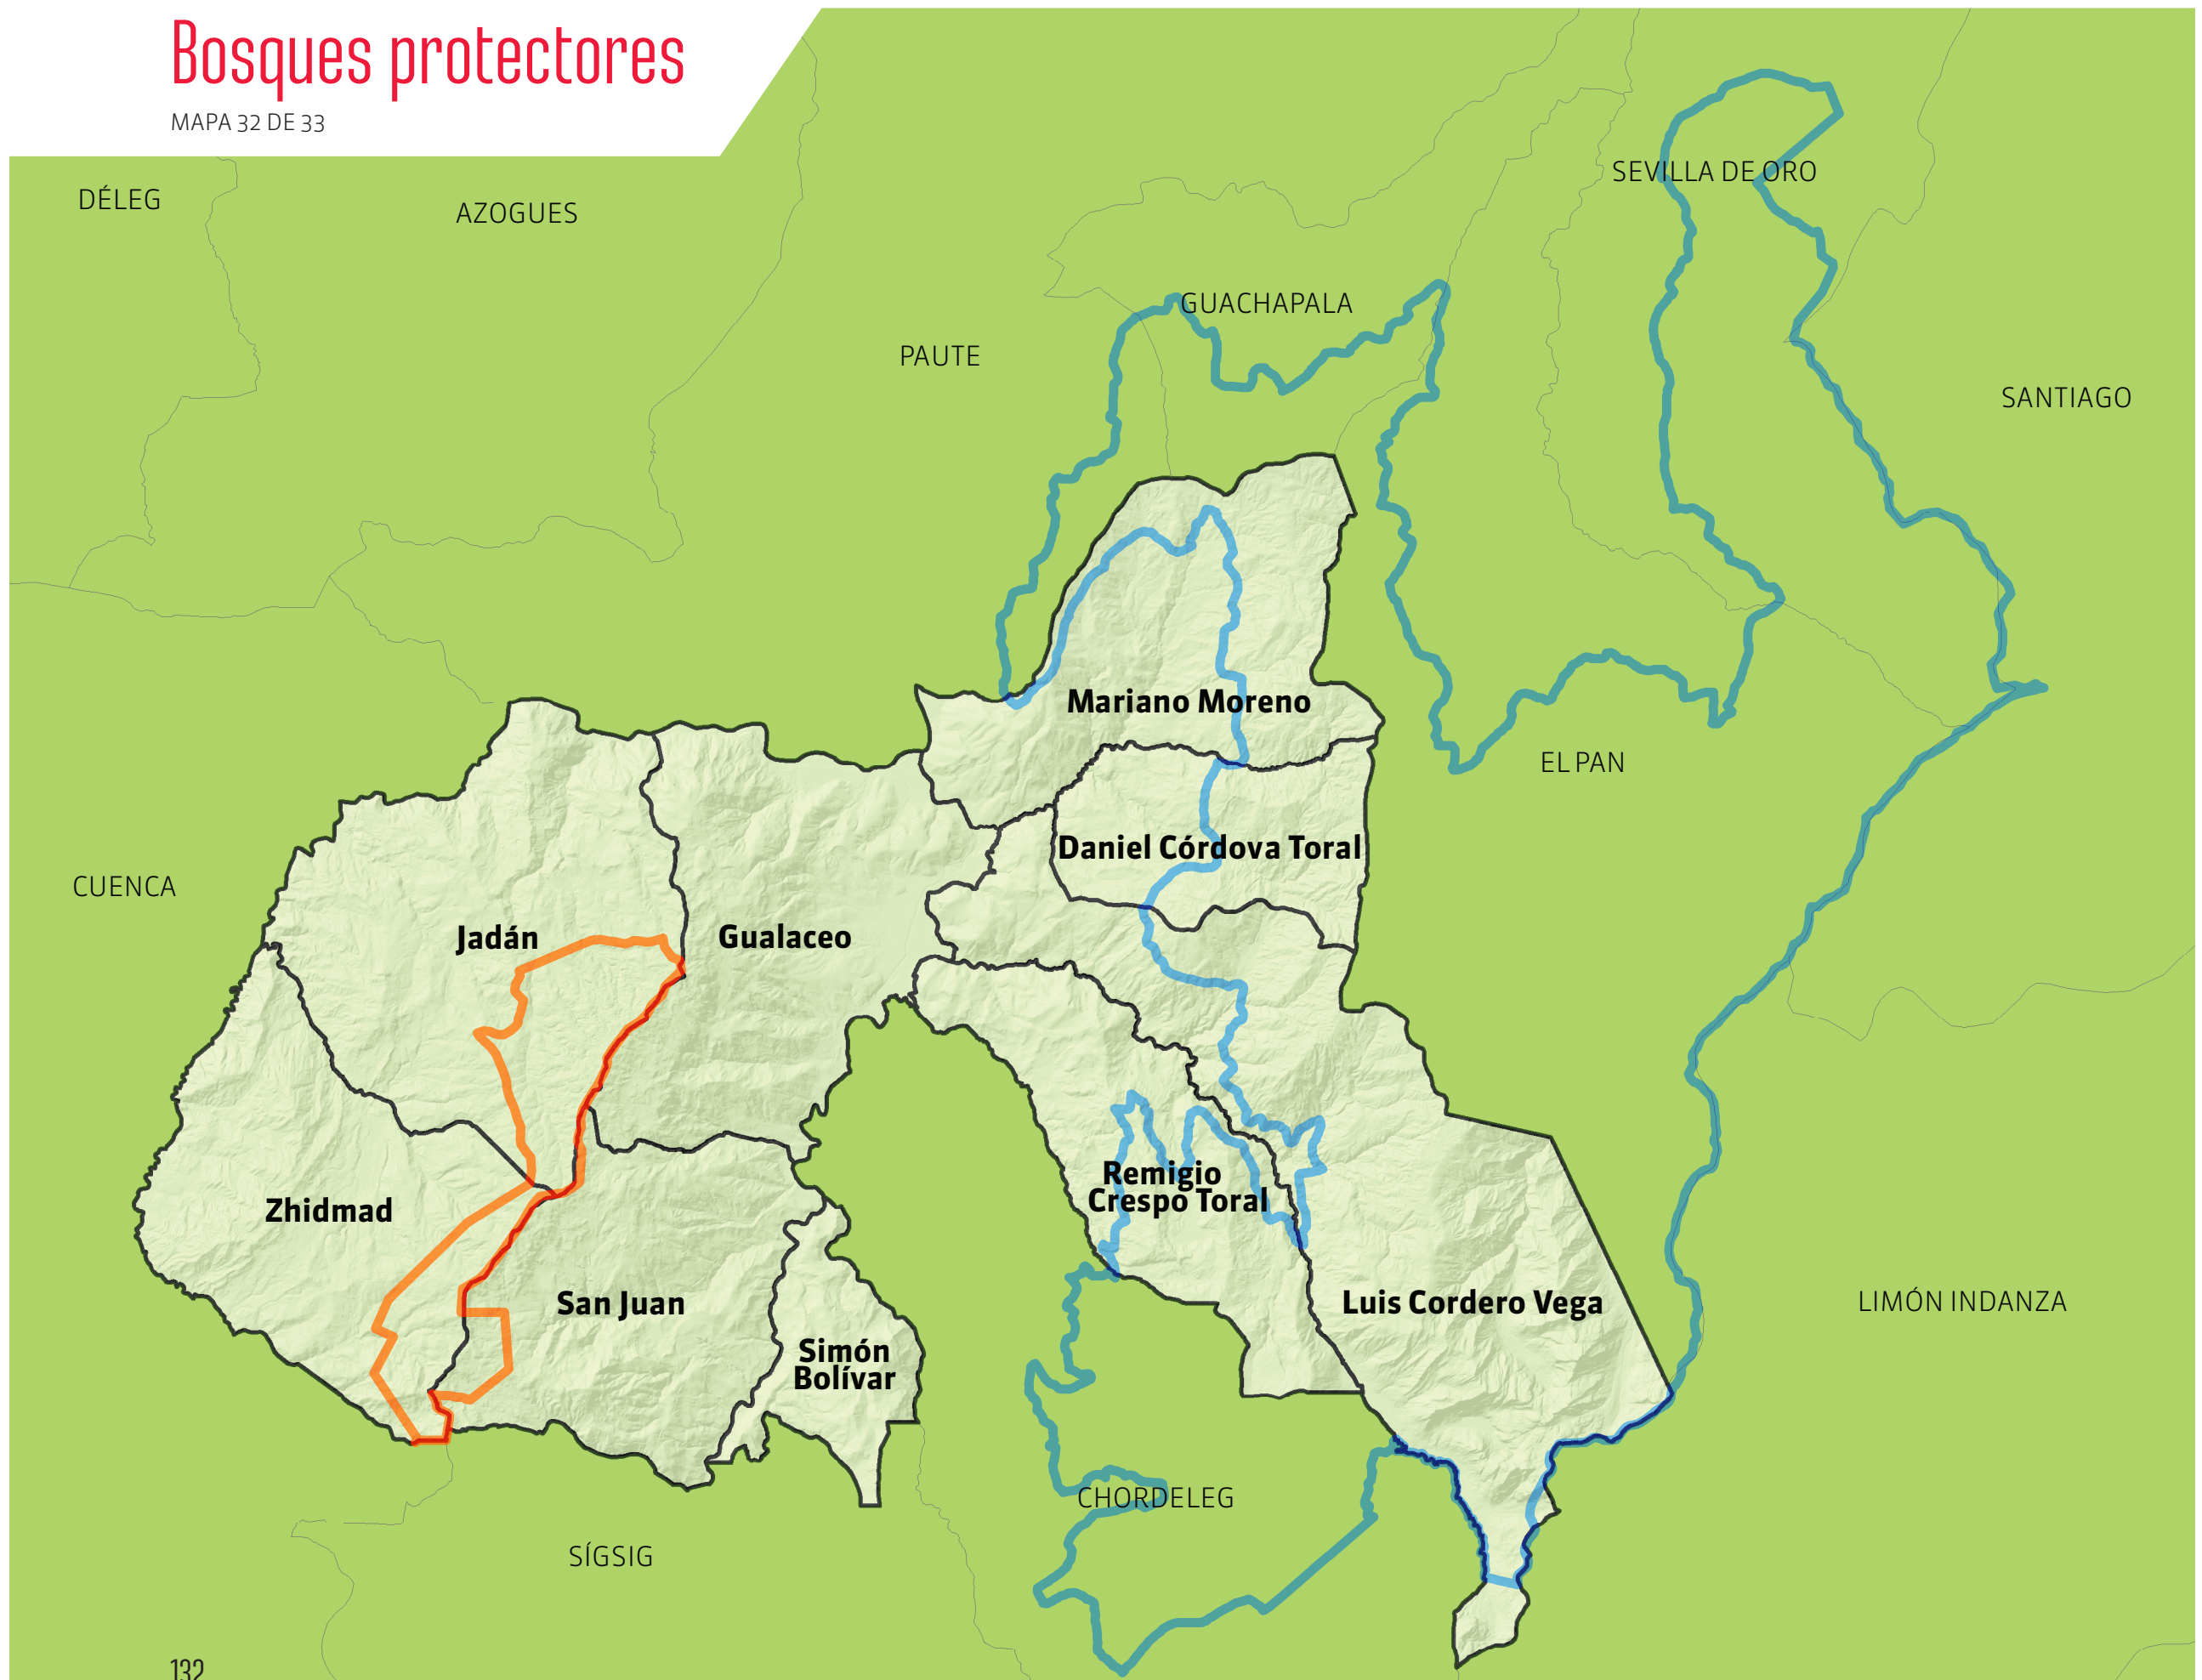 Bosques protectores
MAPA 32 DE 33
DÉLEG
AZOGUES
SEVILLA DE ORO
GUACHAPALA
PAUTE
SANTIAGO
Mariano Moreno
EL PAN
Daniel Córdova Toral
CUENCA
Jadán
Gualaceo
Remigio
Crespo Toral
Zhidmad
San Juan
Luis Cordero Vega
LIMÓN INDANZA
Simón
Bolívar
CHORDELEG
SÍGSIG
132